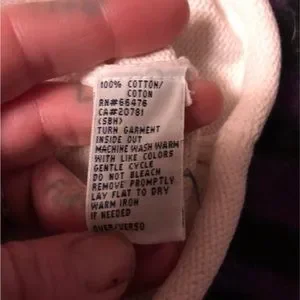 100% COTTON/
COTON
RN#66476
CA#20781
(SBH)
TURN GARMENT
INSIDE OUT
MACHINE WASH WARM
WITH LIKE COLORS
GENTLE CYCLE
DO NOT BLEACH
REMOVE PROMPTLY
LAY FLAT TO DRY
WARM IRON
IF NEEDED
OVER/VERSO